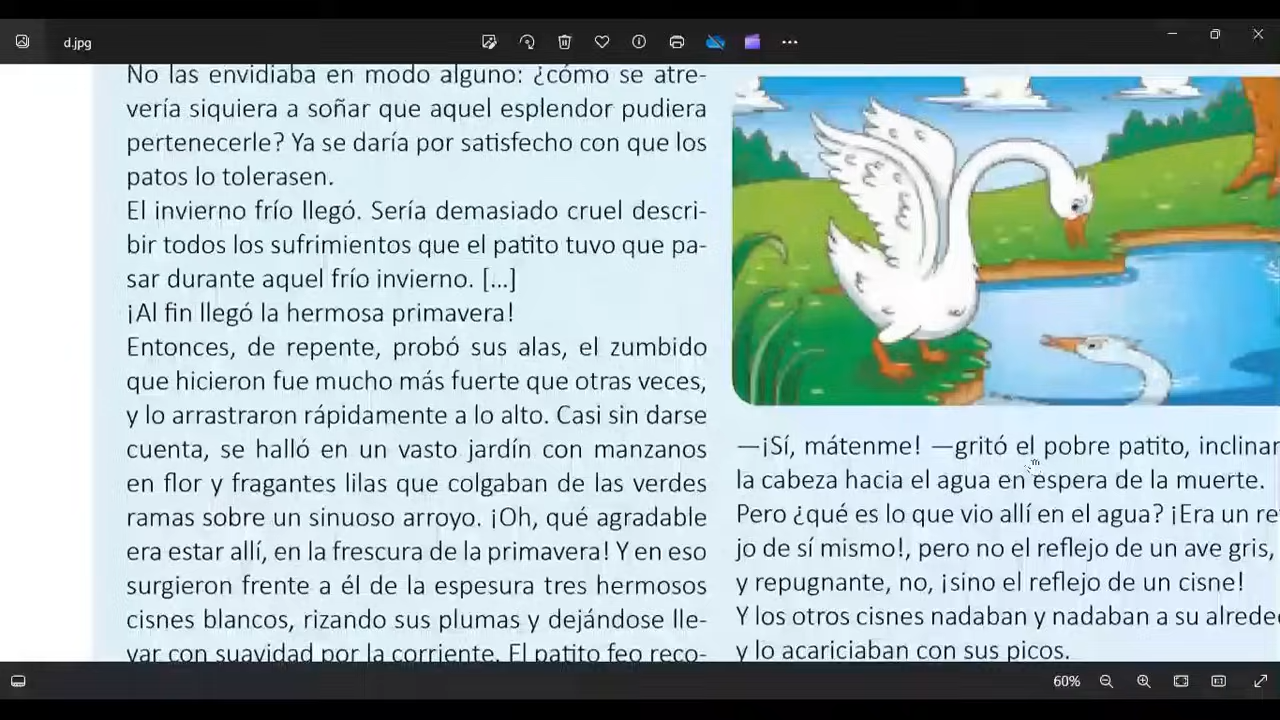 d.jpg
No las envidiaba en modo alguno: ¿cómo se atre-
vería siquiera a soñar que aquel esplendor pudiera
pertenecerle? Ya se daría por satisfecho con que los
patos lo tolerasen.
El invierno frío llegó. Sería demasiado cruel descri-
bir todos los sufrimientos que el patito tuvo que pa-
sar durante aquel frío invierno. [...]
¡Al fin llegó la hermosa primavera!
Entonces, de repente, probó sus alas, el zumbido
que hicieron fue mucho más fuerte que otras veces,
y lo arrastraron rápidamente a lo alto. Casi sin darse
cuenta, se halló en un vasto jardín con manzanos
en flor y fragantes lilas que colgaban de las verdes
ramas sobre un sinuoso arroyo. ¡Oh, qué agradable
era estar allí, en la frescura de la primavera! Y en eso
surgieron frente a él de la espesura tres hermosos
cisnes blancos, rizando sus plumas y dejándose lle-
var con suavidad por la corriente. El patito feo reco-
—¡Sí, mátenme! —gritó el pobre patito, inclinan
la cabeza hacia el agua en espera de la muerte.
Pero ¿qué es lo que vio allí en el agua? ¡Era un re
jo de sí mismo!, pero no el reflejo de un ave gris,
y repugnante, no, ¡sino el reflejo de un cisne!
Y los otros cisnes nadaban y nadaban a su alrede
y lo acariciaban con sus picos.
60%